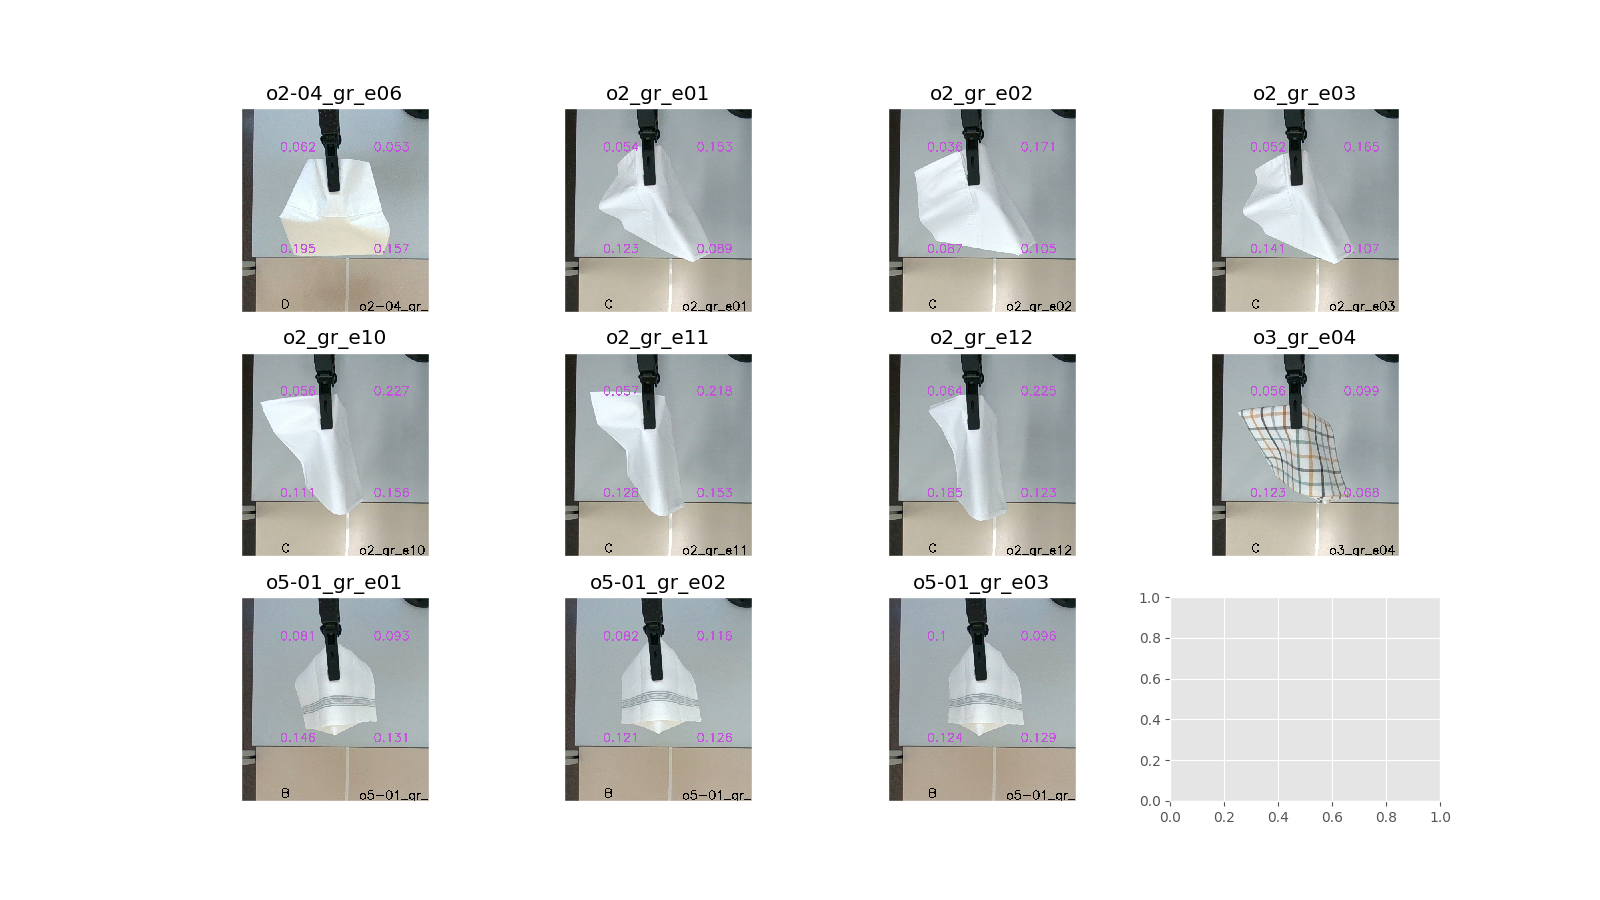 o2-04_gr_e06 o2_gr_e01 o2_gr_e02 o2_gr_e03
0.062 0.053 0.054 0.153 0.036 0.171 0.052 0.165
0.195 0.157 0.123 0.089 0.087 0.105 0.141 0.107
D o2-04_gr_ C o2_gr_e01 C o2_gr_e02 C o2_gr_e03
o2_gr_e10 o2_gr_e11 o2_gr_e12 o3_gr_e04
0.056 0.227 0.057 0.218 0.064 0.225 0.056 0.099
0.111 0.156 0.128 0.153 0.185 0.123 0.123 0.068
C o2_gr_e10 C o2_gr_e11 C o2_gr_e12 C o3_gr_e04
o5-01_gr_e01 o5-01_gr_e02 o5-01_gr_e03
0.081 0.093 0.082 0.116 0.1 0.096
0.146 0.131 0.121 0.126 0.124 0.129
B o5-01_gr_ B o5-01_gr_ B o5-01_gr_
1.0
0.8
0.6
0.4
0.2
0.0
0.0 0.2 0.4 0.6 0.8 1.0